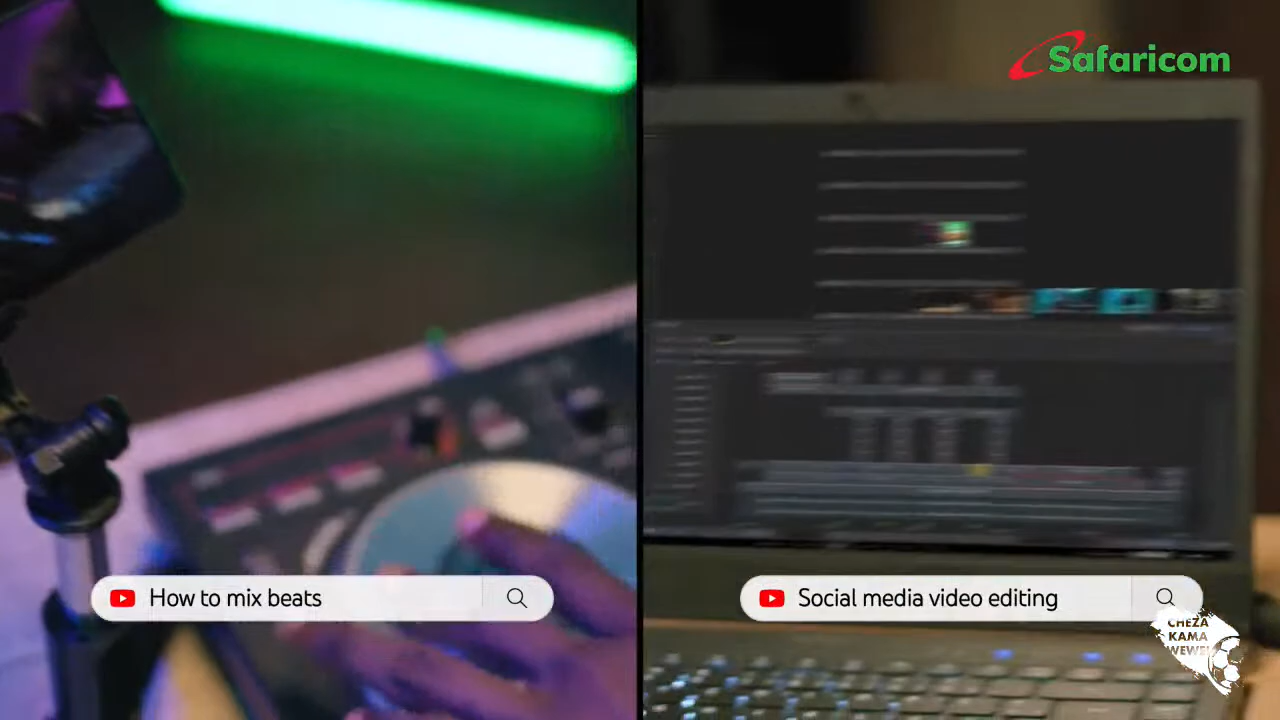 Safaricom
How to mix beats
Social media video editing
CHEZA
KAMA
WEWE!